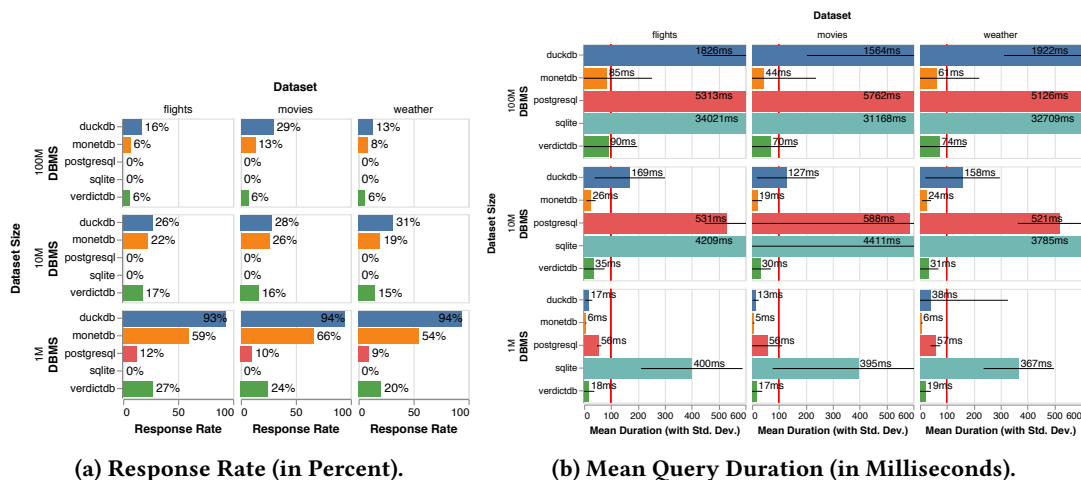 Dataset
flights movies weather
100M
DBMS
duckdb 16% 29% 13%
monetdb 6% 13% 8%
postgresql 0% 0% 0%
sqlite 0% 0% 0%
verdictdb 6% 6% 6%
Dataset Size
10M
DBMS
duckdb 26% 28% 31%
monetdb 22% 26% 19%
postgresql 0% 0% 0%
sqlite 0% 0% 0%
verdictdb 17% 16% 15%
1M
DBMS
duckdb 93% 94% 94%
monetdb 59% 66% 54%
postgresql 12% 10% 9%
sqlite 0% 0% 0%
verdictdb 27% 24% 20%
0 50 100 0 50 100 0 50 100
Response Rate Response Rate Response Rate
(a) Response Rate (in Percent).
Dataset
flights movies weather
100M
DBMS
duckdb 1826ms 1564ms 1922ms
monetdb 85ms 44ms 61ms
postgresql 5313ms 5762ms 5126ms
sqlite 34021ms 31168ms 32709ms
verdictdb 90ms 70ms 74ms
Dataset Size
10M
DBMS
duckdb 169ms 127ms 158ms
monetdb 26ms 19ms 24ms
postgresql 531ms 588ms 521ms
sqlite 4209ms 4411ms 3785ms
verdictdb 35ms 30ms 31ms
1M
DBMS
duckdb 17ms 13ms 38ms
monetdb 6ms 5ms 6ms
postgresql 56ms 56ms 57ms
sqlite 400ms 395ms 367ms
verdictdb 18ms 17ms 19ms
0 100 200 300 400 500 600 0 100 200 300 400 500 600 0 100 200 300 400 500 600
Mean Duration (with Std. Dev.) Mean Duration (with Std. Dev.) Mean Duration (with Std. Dev.)
(b) Mean Query Duration (in Milliseconds).